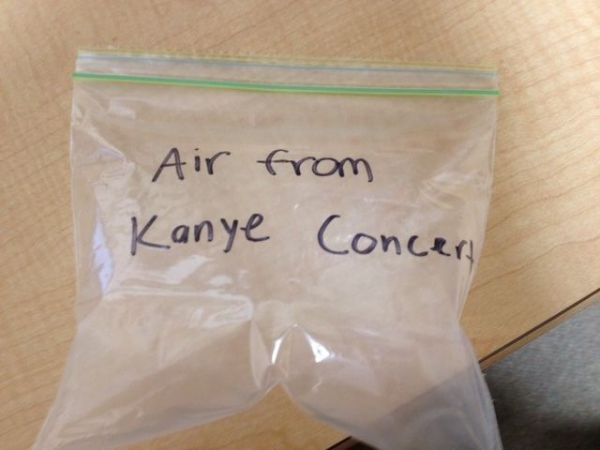 Air from
Kanye Concert